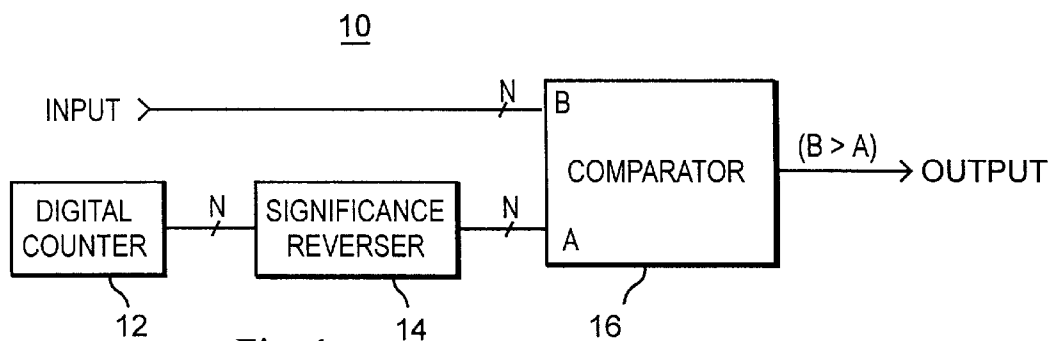 10
INPUT
N
B
COMPARATOR
(B > A)
OUTPUT
DIGITAL
COUNTER
N
SIGNIFICANCE
REVERSER
N
A
12
14
16